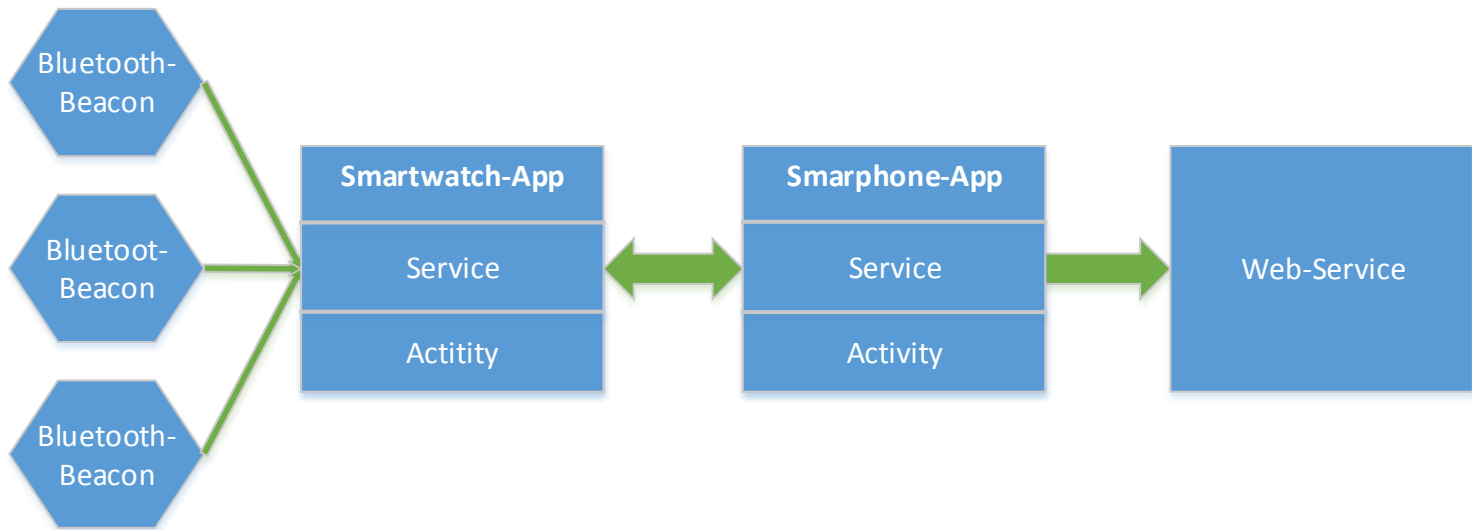 Bluetooth-
Beacon
Bluetoot-
Beacon
Bluetooth-
Beacon
Smartwatch-App
Service
Actitity
Smarphone-App
Service
Activity
Web-Service